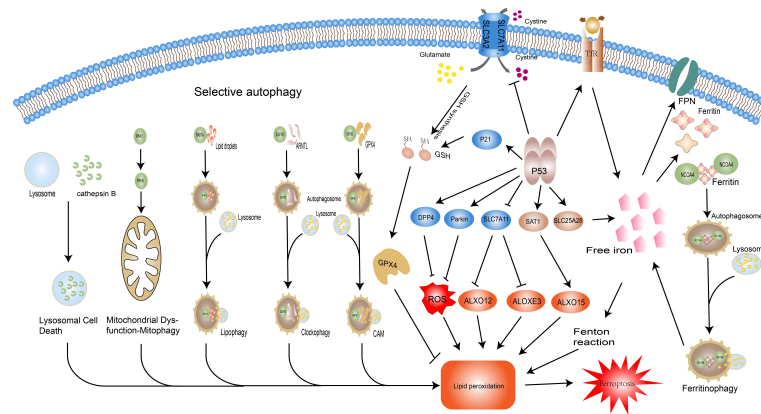 Cystine
SLC3A2
SLC7A11
TfR
Glutamate
Cystine
FPN
Selective autophagy
GSH synthesis
Ferritin
Lipid droplets
ARNTL
GPX4
P21
SH
SH
GSH
P53
NCOA4
NCOA4
Ferritin
Lysosome
cathepsin B
Autophagosome
Lysosome
Lysosome
DPP4
Parkin
SLC7A11
SAT1
SLC25A28
Autophagosome
Free iron
Lysosome
GPX4
ROS
ALXO12
ALOXE3
ALXO15
Lysosomal Cell
Death
Mitochondrial Dys-
function-Mitophagy
Lipophagy
Clockophagy
CAM
Fenton
reaction
Lipid peroxidation
Ferroptosis
Ferritinophagy